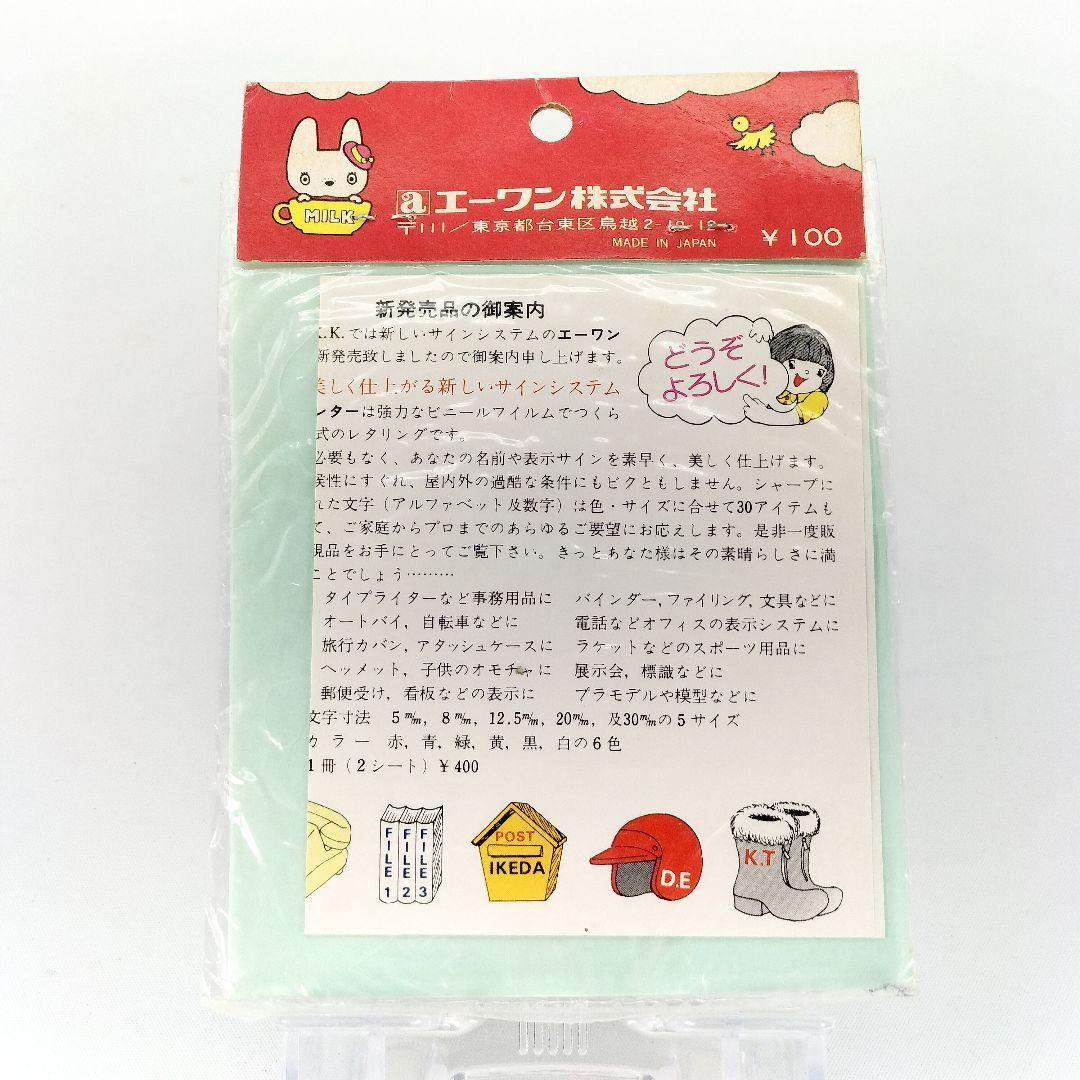 MILK
a エーワン株式会社
〒111／東京都台東区鳥越2-10-12
MADE IN JAPAN
￥100
新発売品の御案内
.K.では新しいサインシステムのエーワン
新発売致しましたので御案内申し上げます。
どうぞ
よろしく!
美しく仕上がる新しいサインシステム
ンターは強力なビニールフイルムでつくら
式のレタリングです。
必要もなく、あなたの名前や表示サインを素早く、美しく仕上げます。
候性にすぐれ、屋内外の過酷な条件にもビクともしません。シャープに
れた文字（アルファベット及数字）は色・サイズに合せて30アイテムも
て、ご家庭からプロまでのあらゆるご要望にお応えします。是非一度販
現品をお手にとってご覧下さい。きっとあなた様はその素晴らしさに満
ことでしょう………
タイプライターなど事務用品に バインダー, ファイリング, 文具などに
オートバイ, 自転車などに 電話などオフィスの表示システムに
旅行カバン, アタッシュケースに ラケットなどのスポーツ用品に
ヘッメット, 子供のオモチャに 展示会, 標識などに
郵便受け, 看板などの表示に プラモデルや模型などに
文字寸法 5m/m, 8m/m, 12.5m/m, 20m/m, 及30m/mの5サイズ
カラー 赤, 青, 緑, 黄, 黒, 白の6色
1冊（2シート）￥400
FILE 1
FILE 2
FILE 3
POST
IKEDA
D.E
K.T